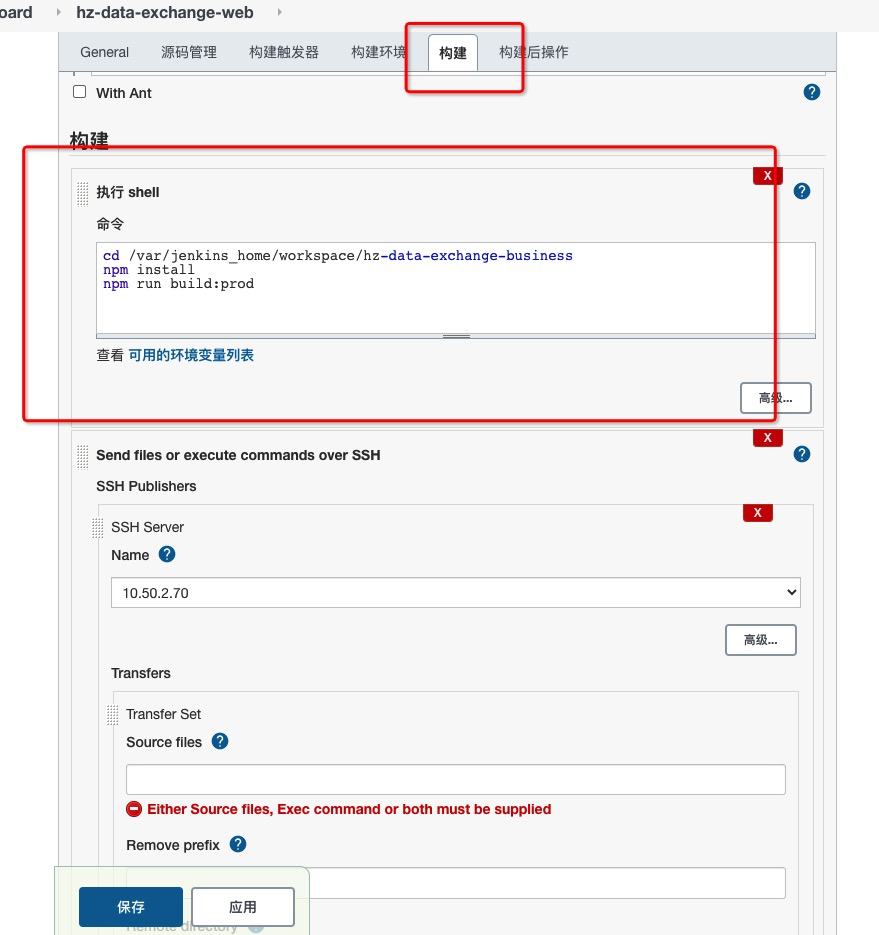 oard hz-data-exchange-web
General 源码管理 构建触发器 构建环境 构建 构建后操作
With Ant
构建
X
执行 shell
命令
cd /var/jenkins_home/workspace/hz-data-exchange-business
npm install
npm run build:prod
查看 可用的环境变量列表
高级...
X
Send files or execute commands over SSH
SSH Publishers
X
SSH Server
Name
10.50.2.70
高级...
Transfers
Transfer Set
Source files
Either Source files, Exec command or both must be supplied
Remove prefix
保存 应用
Remote directory